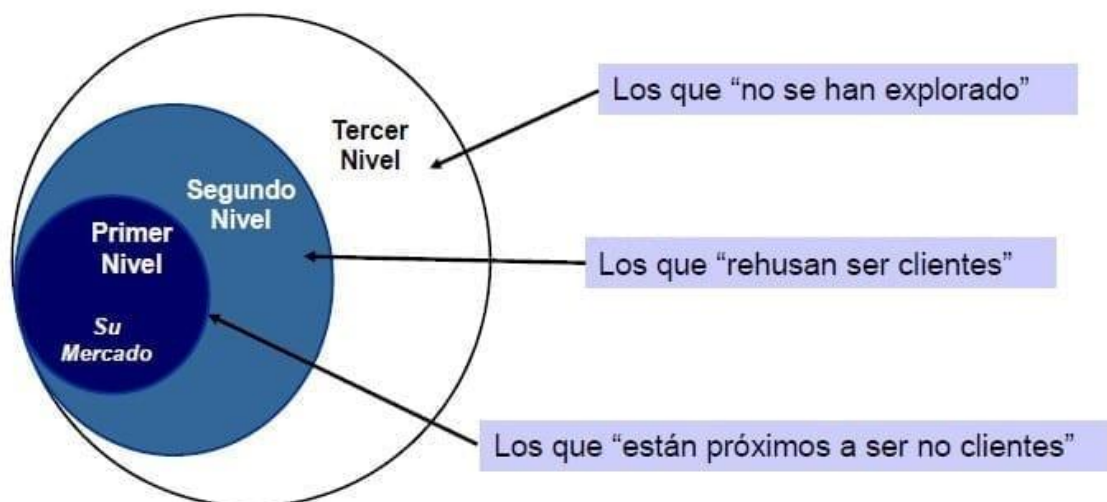 Los que “no se han explorado”
Tercer
Nivel
Segundo
Nivel
Primer
Nivel
Los que “rehusan ser clientes”
Su
Mercado
Los que “están próximos a ser no clientes”